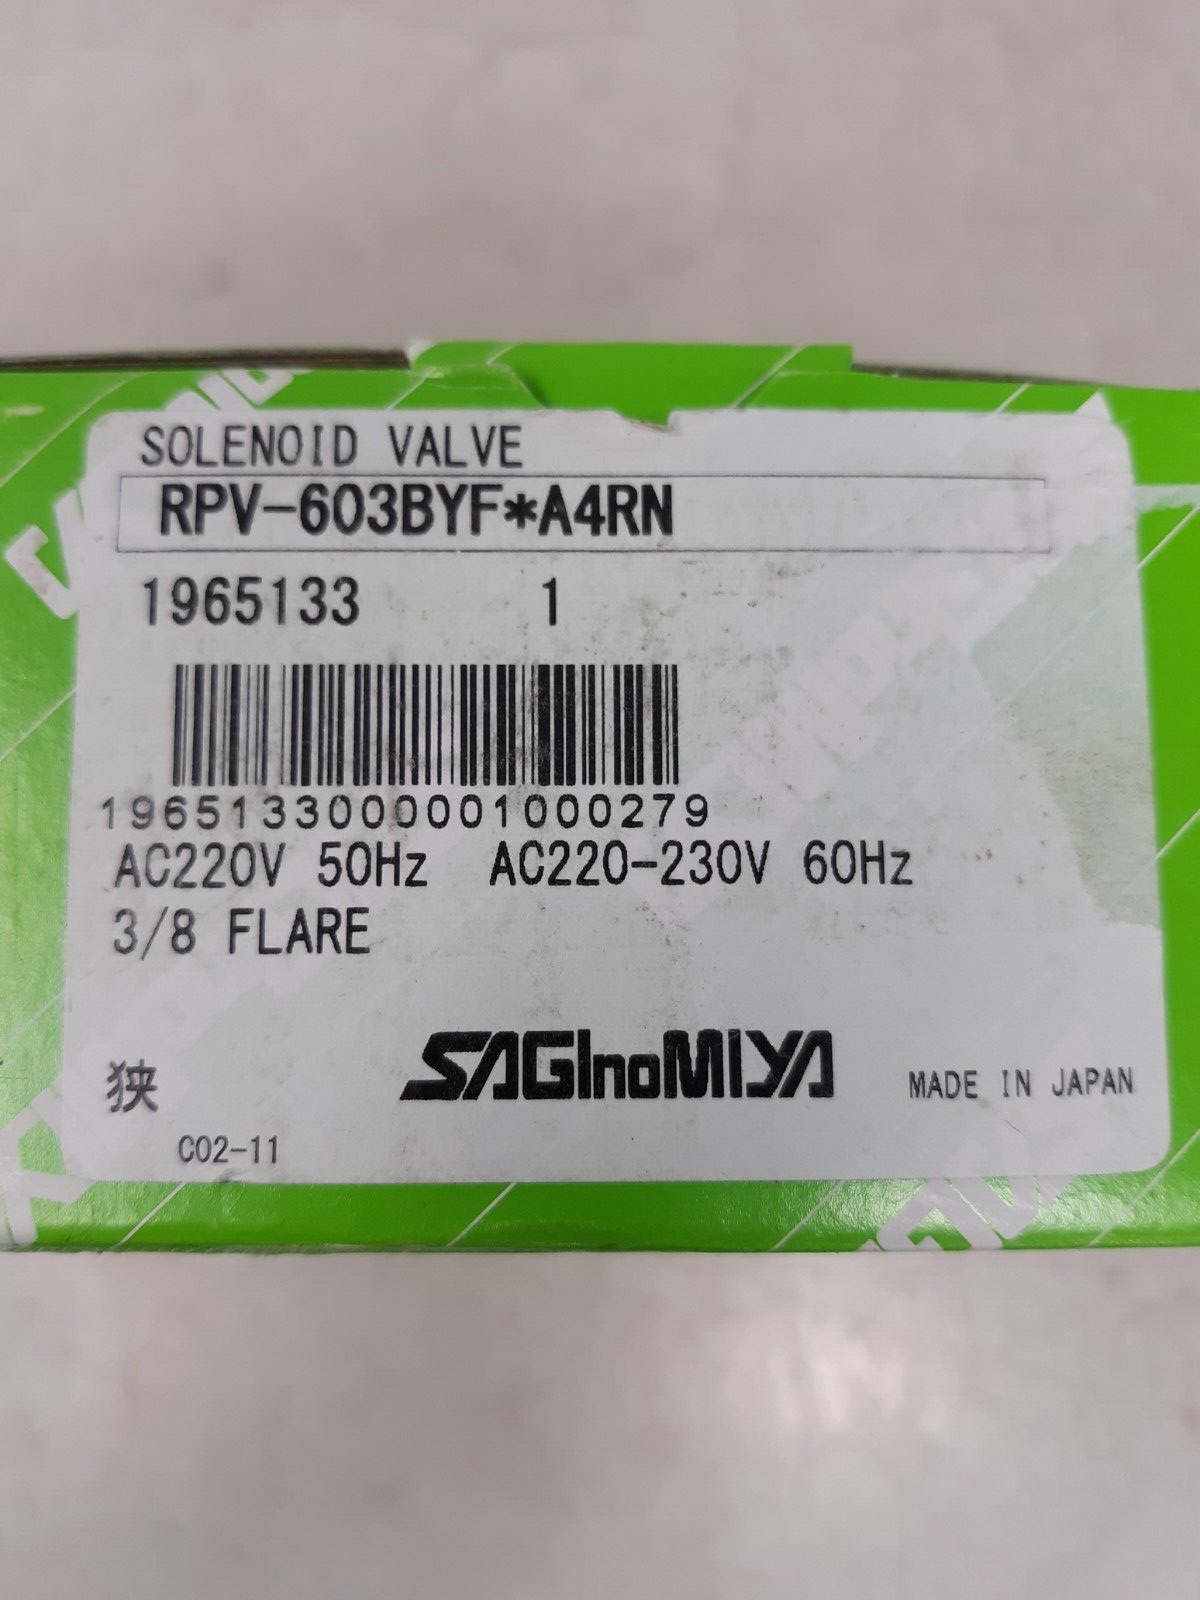 SOLENOID VALVE
RPV-603BYF*A4RN
1965133 1
1965133000001000279
AC220V 50Hz AC220-230V 60Hz
3/8 FLARE
狭 SAGInoMIYA MADE IN JAPAN
C02-11